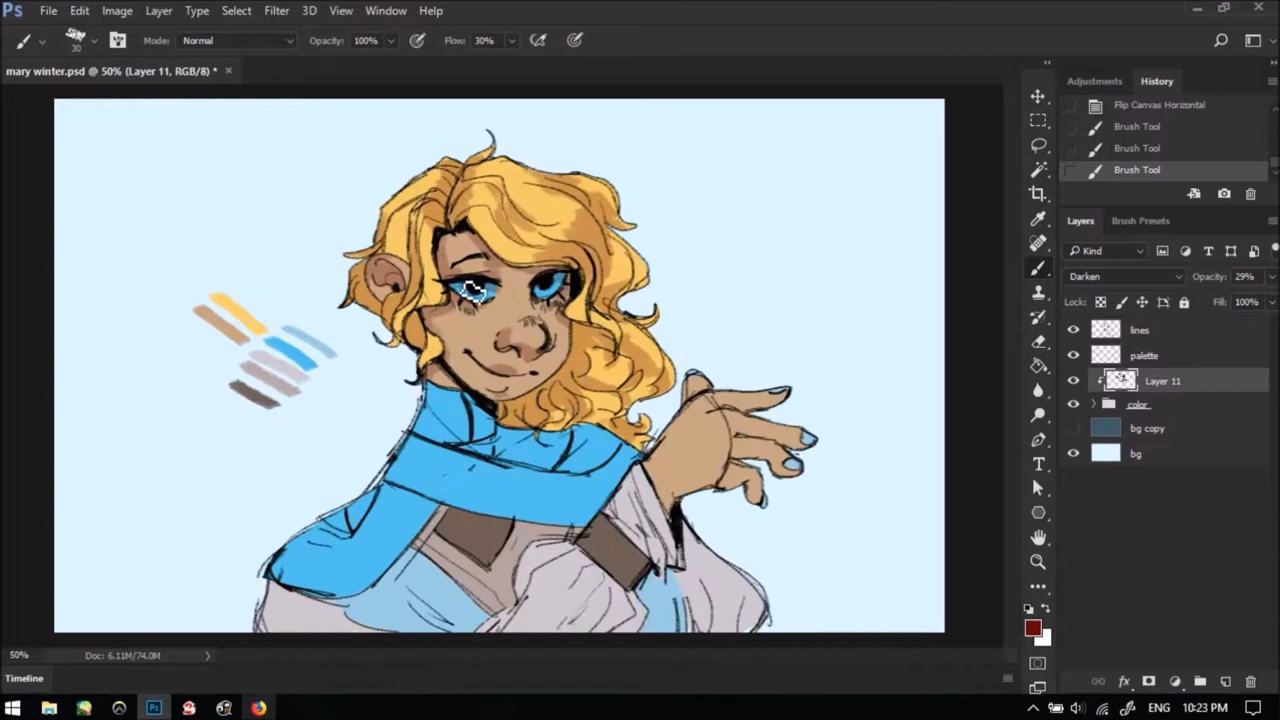 Ps File Edit Image Layer Type Select Filter 3D View Window Help
30 Mode: Normal Opacity: 100% Flow: 30%
mary winter.psd @ 50% (Layer 11, RGB/8) *
Adjustments History
Flip Canvas Horizontal
Brush Tool
Brush Tool
Brush Tool
Layers Brush Presets
Kind
Darken Opacity: 29%
Lock: Fill: 100%
lines
palette
Layer 11
color
bg copy
bg
50% Doc: 6.11M/74.0M
Timeline
Ps ENG 10:23 PM